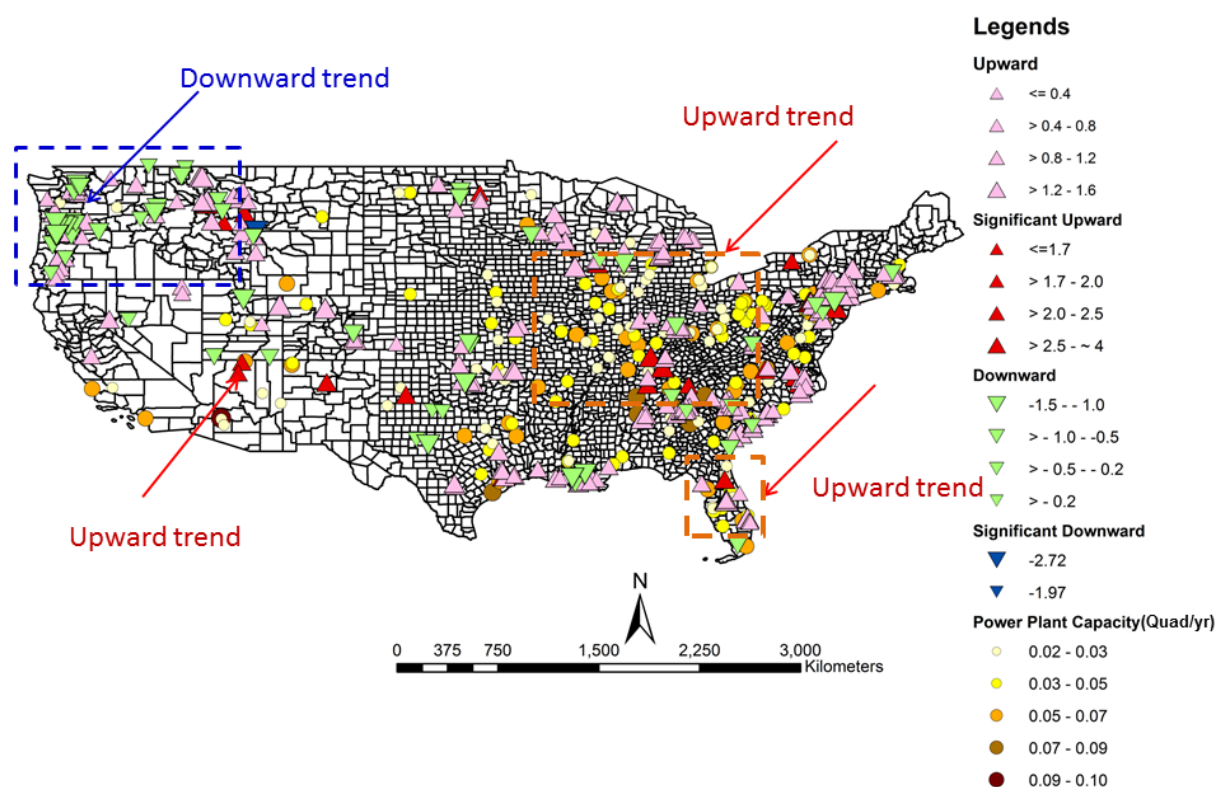 Downward trend
Upward trend
Upward trend
Upward trend
N
0 375 750 1,500 2,250 3,000
Kilometers
Legends
Upward
<= 0.4
> 0.4 - 0.8
> 0.8 - 1.2
> 1.2 - 1.6
Significant Upward
<=1.7
> 1.7 - 2.0
> 2.0 - 2.5
> 2.5 - ~ 4
Downward
-1.5 - - 1.0
> - 1.0 - -0.5
> - 0.5 - - 0.2
> - 0.2
Significant Downward
-2.72
-1.97
Power Plant Capacity(Quad/yr)
0.02 - 0.03
0.03 - 0.05
0.05 - 0.07
0.07 - 0.09
0.09 - 0.10